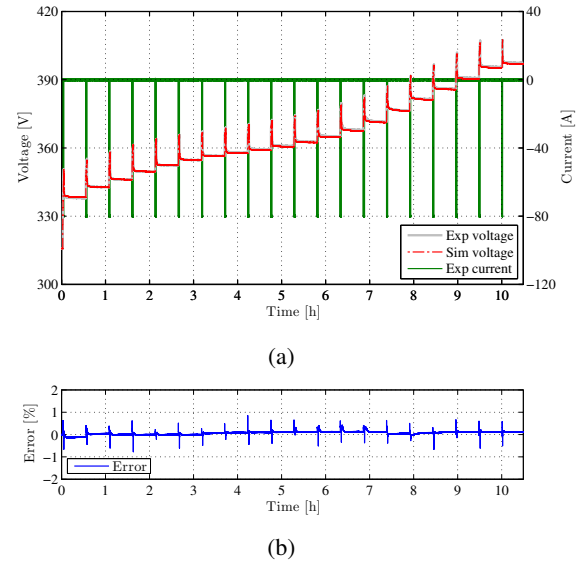 420
390
360
330
300
Voltage [V]
40
0
−40
−80
−120
Current [A]
Exp voltage
Sim voltage
Exp current
0 1 2 3 4 5 6 7 8 9 10
Time [h]
(a)
2
1
0
−1
−2
Error [%]
Error
0 1 2 3 4 5 6 7 8 9 10
Time [h]
(b)